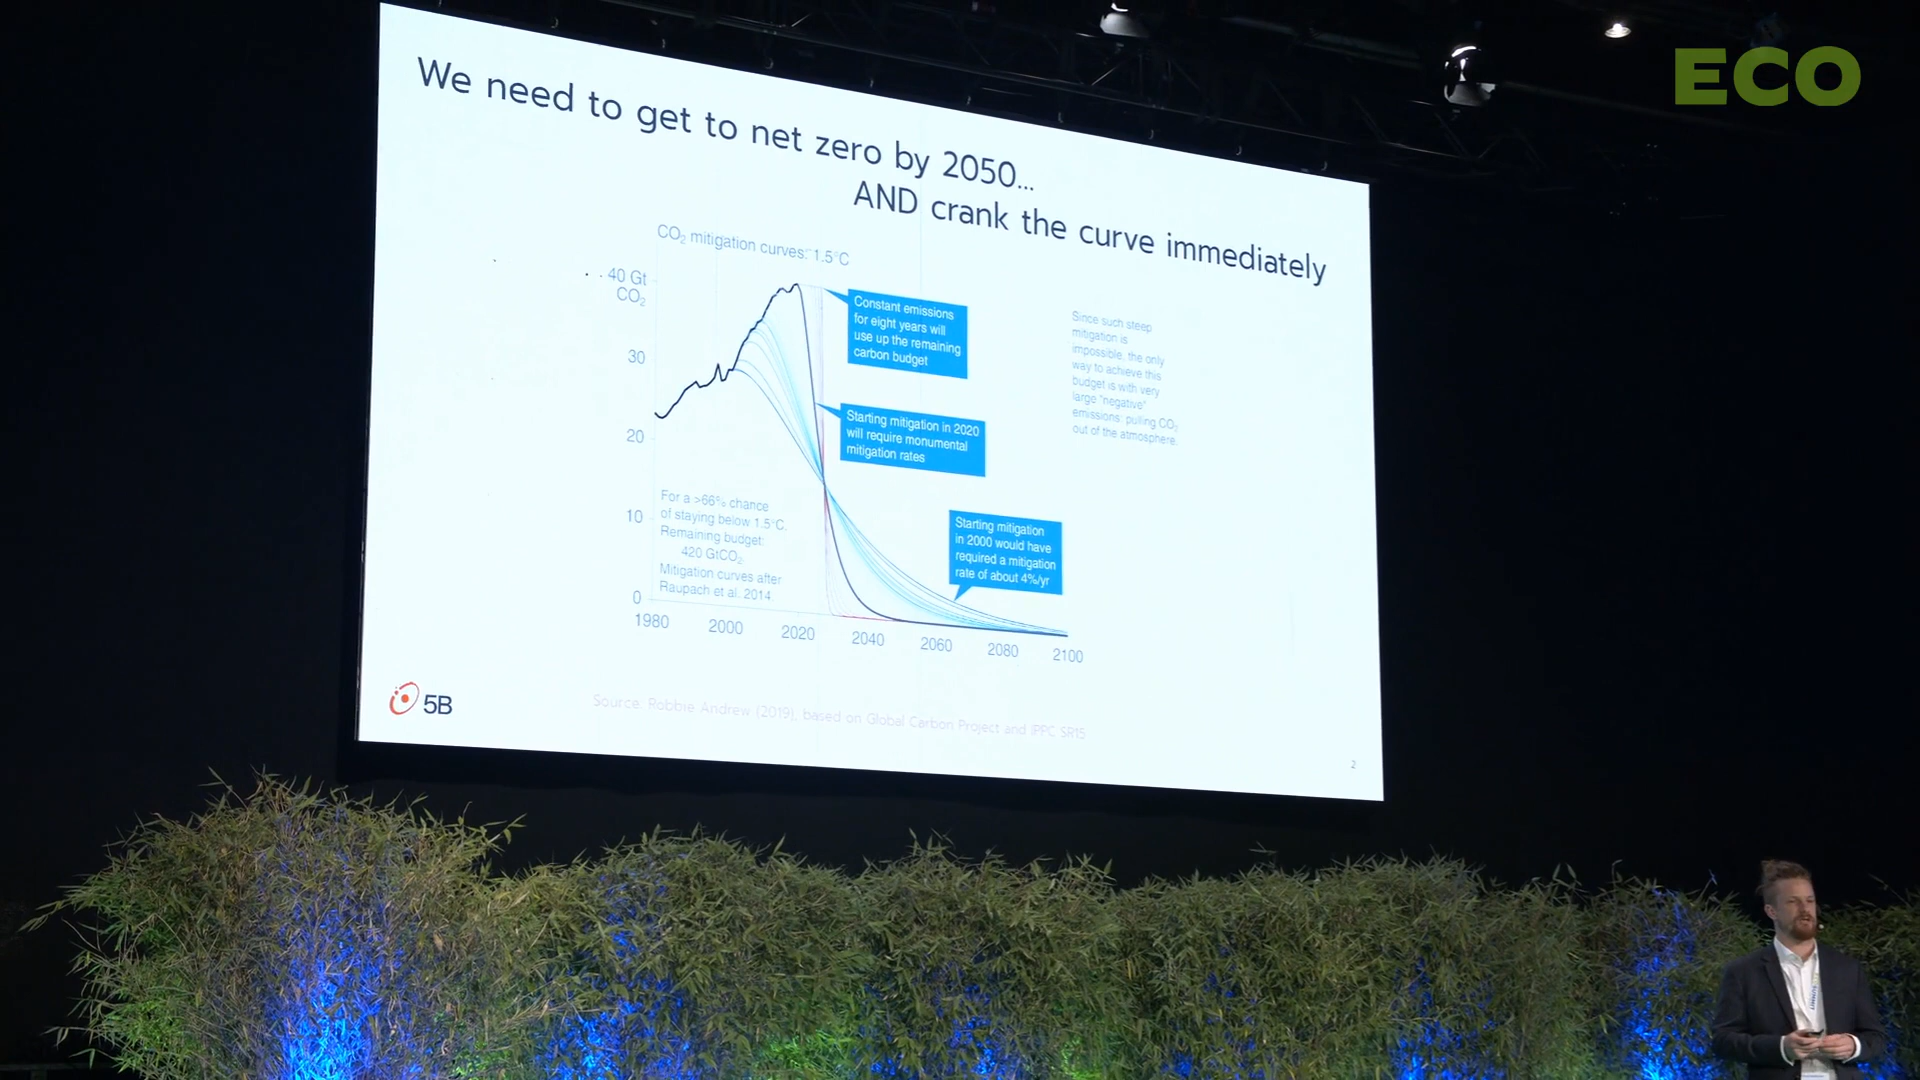 ECO
We need to get to net zero by 2050...
AND crank the curve immediately
CO₂ mitigation curves: 1.5°C
40 Gt
CO₂
30
20
10
0
1980
2000
2020
2040
2060
2080
2100
Constant emissions
for eight years will
use up the remaining
carbon budget
Starting mitigation in 2020
will require monumental
mitigation rates
Starting mitigation
in 2000 would have
required a mitigation
rate of about 4%/yr
For a >66% chance
of staying below 1.5°C.
Remaining budget:
420 GtCO₂
Mitigation curves after
Raupach et al. 2014
Since such steep
mitigation is
impossible, the only
way to achieve this
budget is with very
large "negative"
emissions: pulling CO₂
out of the atmosphere.
5B
Source: Robbie Andrew (2019), based on Global Carbon Project and IPPC SR15
2